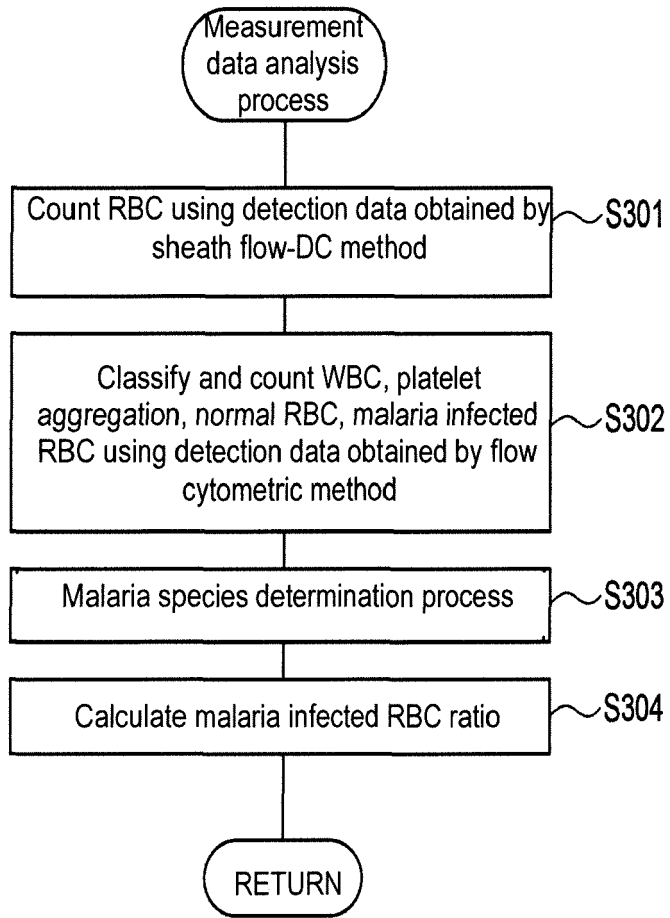 Measurement
data analysis
process
Count RBC using detection data obtained by
sheath flow-DC method
S301
Classify and count WBC, platelet
aggregation, normal RBC, malaria infected
RBC using detection data obtained by flow
cytometric method
S302
Malaria species determination process
S303
Calculate malaria infected RBC ratio
S304
RETURN